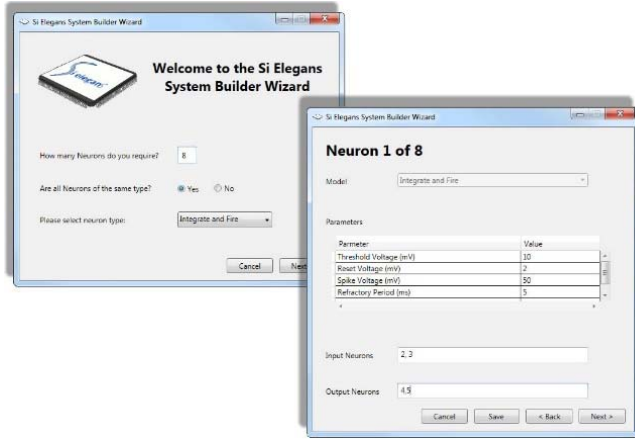 Si Elegans System Builder Wizard
Si elegans
Welcome to the Si Elegans
System Builder Wizard
How many Neurons do you require? 8
Are all Neurons of the same type? Yes No
Please select neuron type: Integrate and Fire
Cancel Next
Si Elegans System Builder Wizard
Neuron 1 of 8
Model Integrate and Fire
Parameters
Parmeter Value
Threshold Voltage (mV) 10
Reset Voltage (mV) 2
Spike Voltage (mV) 50
Refractory Period (ms) 5
Input Neurons 2, 3
Output Neurons 4,5
Cancel Save < Back Next >